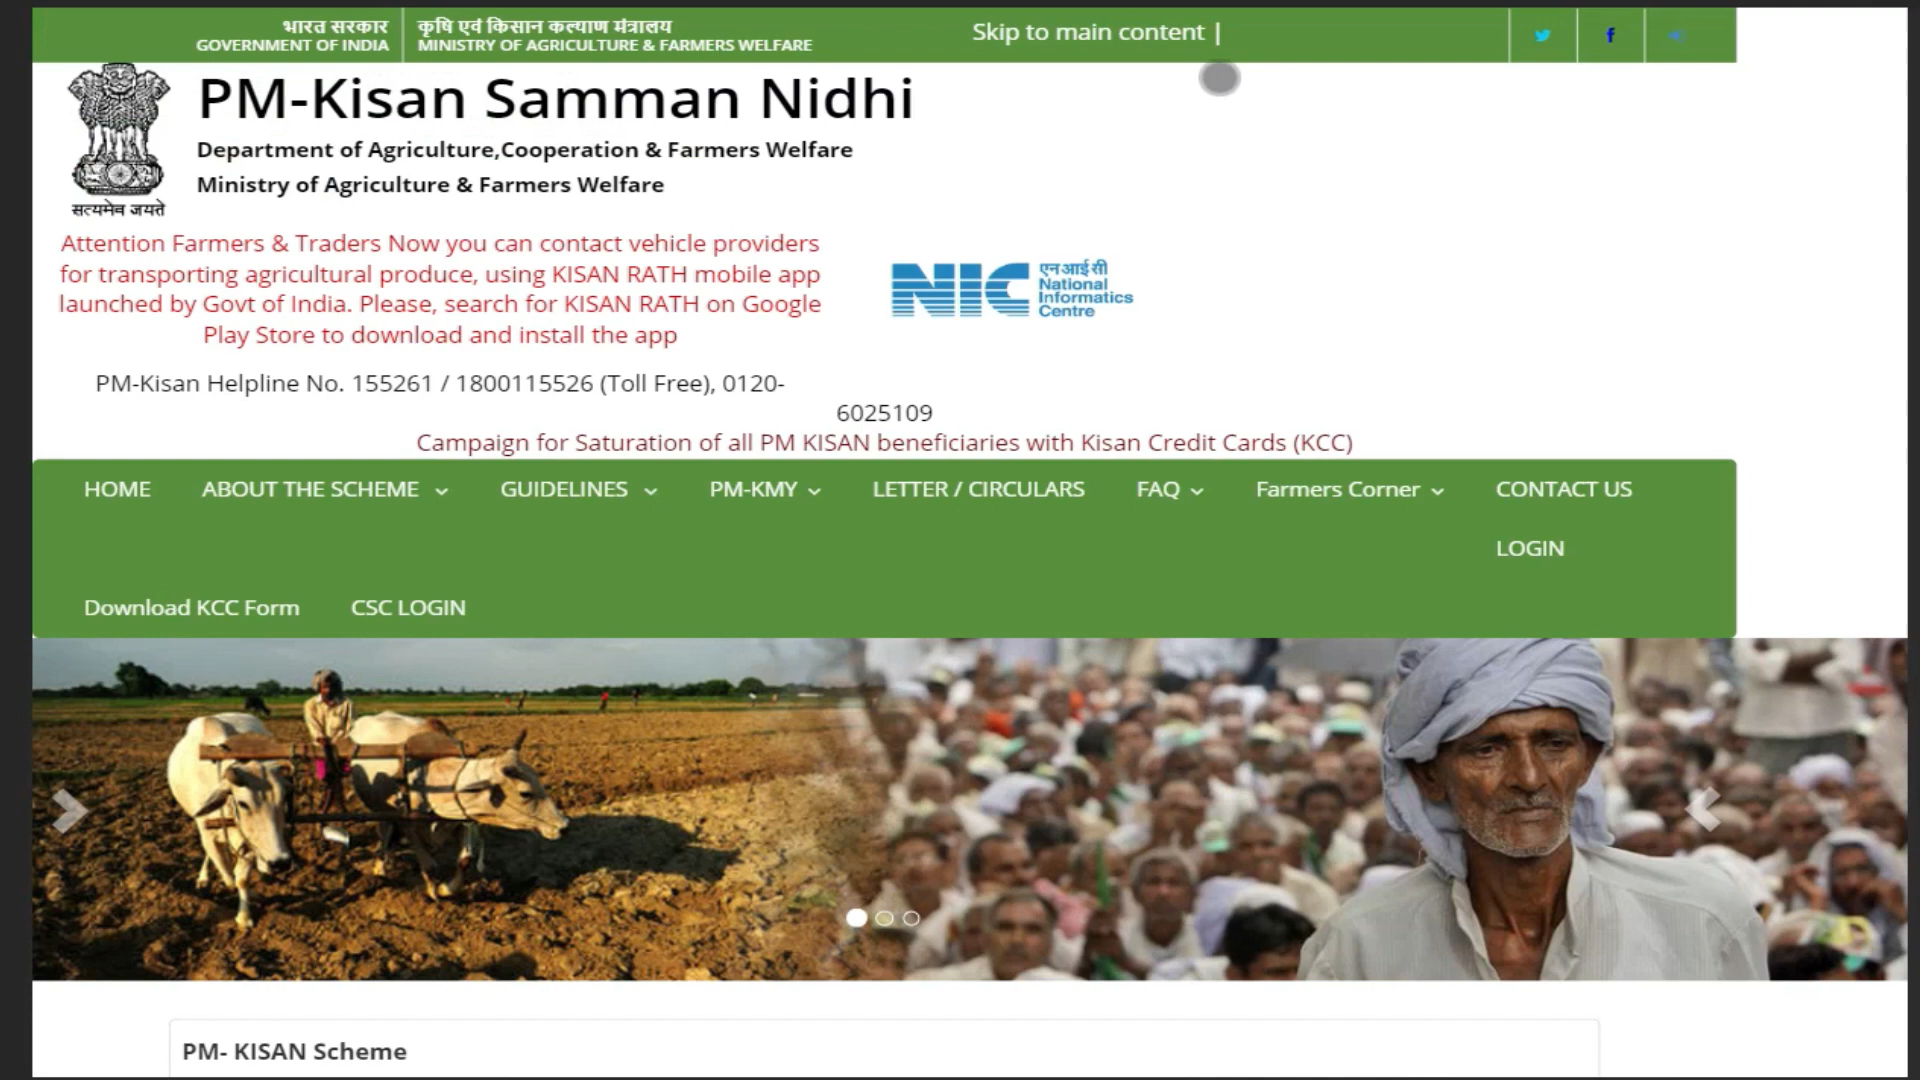 भारत सरकार
GOVERNMENT OF INDIA
कृषि एवं किसान कल्याण मंत्रालय
MINISTRY OF AGRICULTURE & FARMERS WELFARE
Skip to main content |
PM-Kisan Samman Nidhi
Department of Agriculture,Cooperation & Farmers Welfare
Ministry of Agriculture & Farmers Welfare
सत्यमेव जयते
Attention Farmers & Traders Now you can contact vehicle providers
for transporting agricultural produce, using KISAN RATH mobile app
launched by Govt of India. Please, search for KISAN RATH on Google
Play Store to download and install the app
NIC
एन आई सी
National
Informatics
Centre
PM-Kisan Helpline No. 155261 / 1800115526 (Toll Free), 0120-
6025109
Campaign for Saturation of all PM KISAN beneficiaries with Kisan Credit Cards (KCC)
HOME ABOUT THE SCHEME GUIDELINES PM-KMY LETTER / CIRCULARS FAQ Farmers Corner CONTACT US
LOGIN
Download KCC Form CSC LOGIN
PM- KISAN Scheme